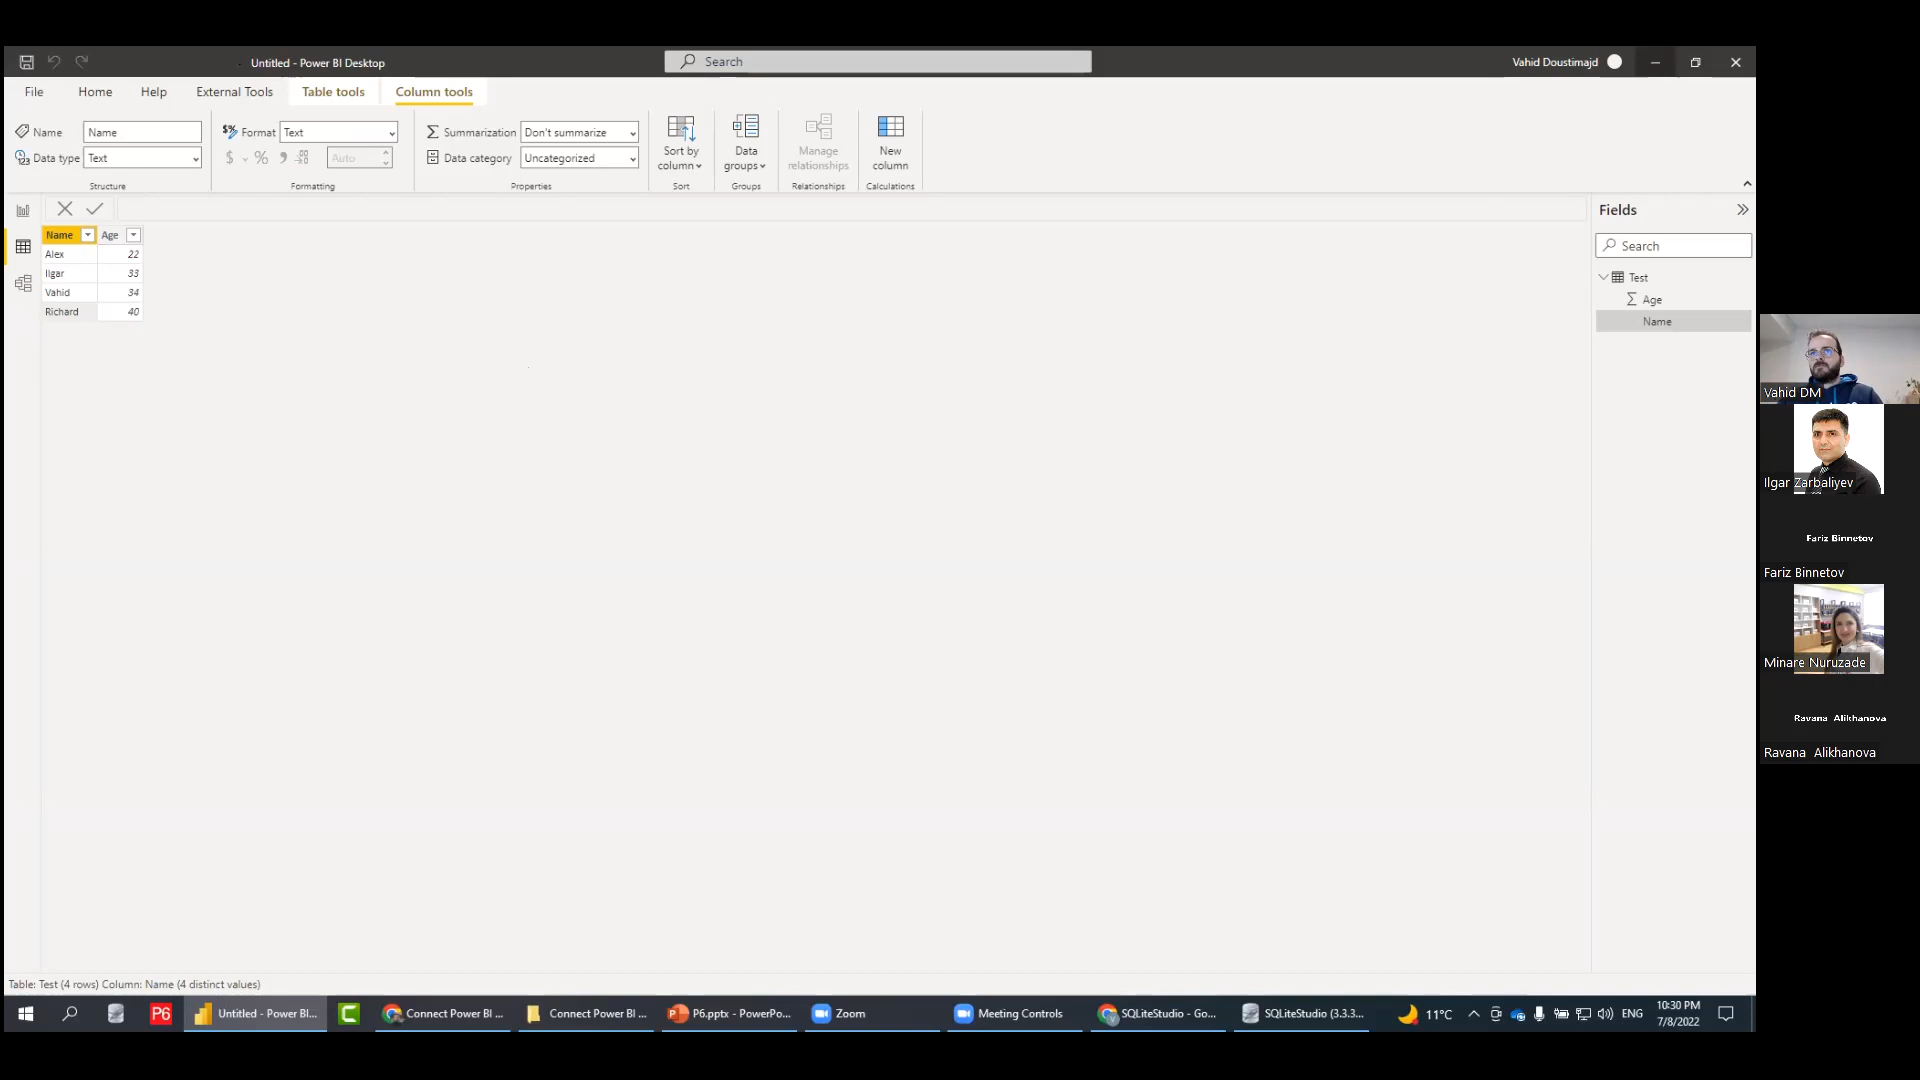 Untitled - Power BI Desktop
Search
Vahid Doustimajd
File
Home
Help
External Tools
Table tools
Column tools
Name
Name
Data type
Text
Structure
Format
Text
$
%
Auto
Formatting
Summarization
Don't summarize
Data category
Uncategorized
Properties
Sort by
column
Sort
Data
groups
Groups
Manage
relationships
Relationships
New
column
Calculations
Name
Age
Alex
22
Ilgar
33
Vahid
34
Richard
40
Fields
Search
Test
Age
Name
Vahid DM
Ilgar Zarbaliyev
Fariz Binnetov
Fariz Binnetov
Minare Nuruzade
Ravana Alikhanova
Ravana Alikhanova
Table: Test (4 rows) Column: Name (4 distinct values)
P6
Untitled - Power BI...
Connect Power BI ...
Connect Power BI ...
P6.pptx - PowerPo...
Zoom
Meeting Controls
SQLiteStudio - Go...
SQLiteStudio (3.3.3...
11°C
ENG
10:30 PM
7/8/2022